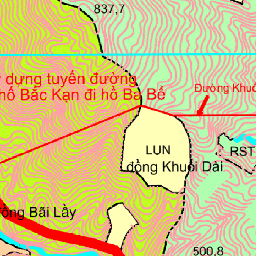 837,7
dựng tuyến đường
hồ Bắc Kạn đi hồ Ba Bể
Đường Khuổ
LUN
đồng Khuổi Dải
RST
ồng Bãi Lầy
500,8